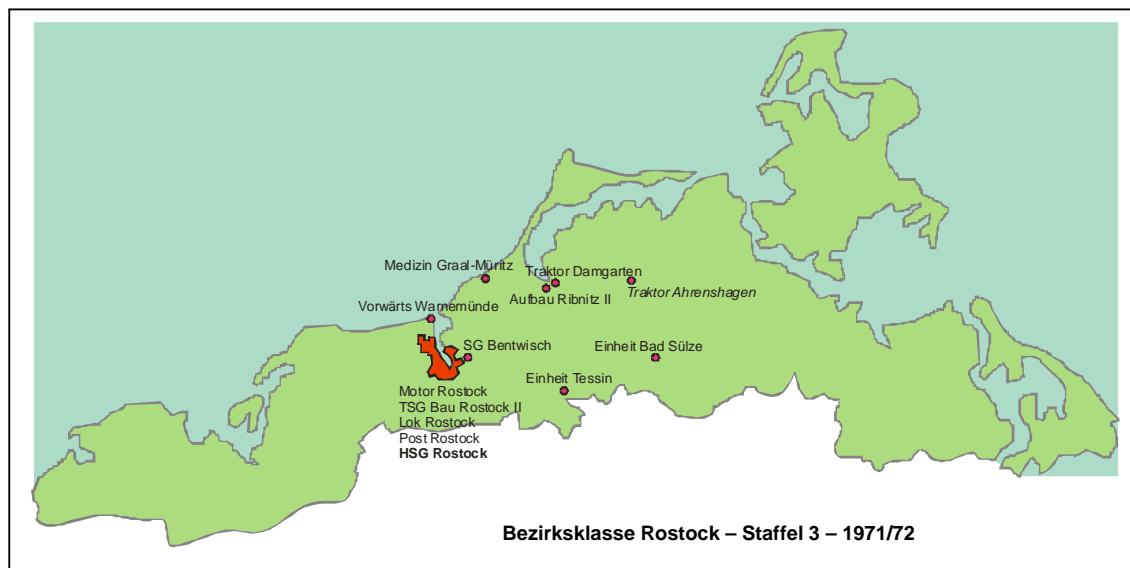 Medizin Graal-Müritz
Traktor Damgarten
Aufbau Ribnitz II
Traktor Ahrenshagen
Vorwärts Warnemünde
SG Bentwisch
Einheit Bad Sülze
Einheit Tessin
Motor Rostock
TSG Bau Rostock II
Lok Rostock
Post Rostock
HSG Rostock
Bezirksklasse Rostock – Staffel 3 – 1971/72